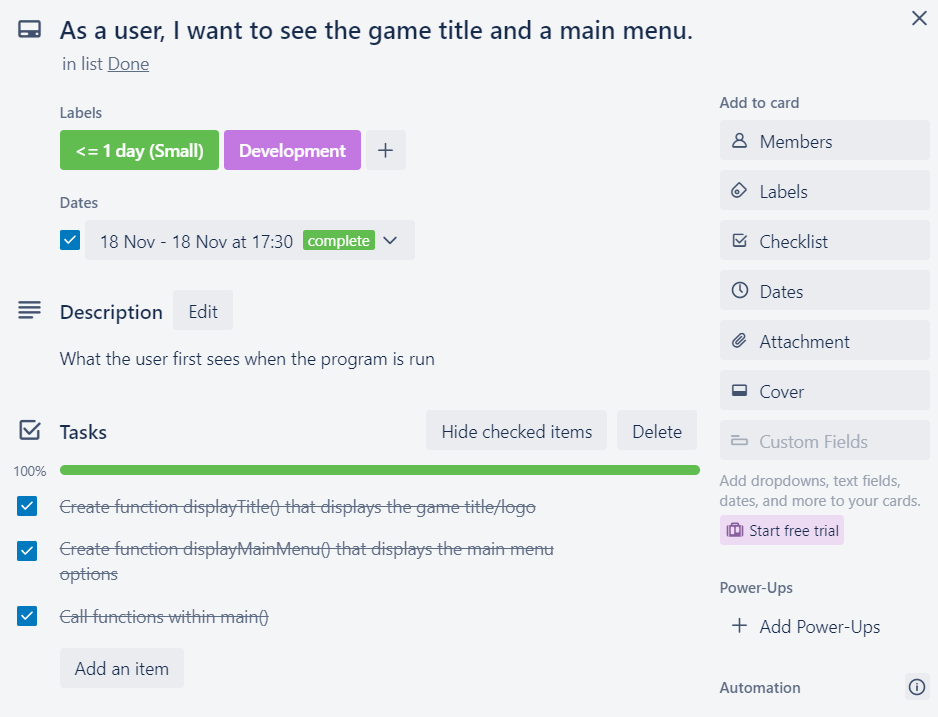 As a user, I want to see the game title and a main menu.
in list Done
Labels
<= 1 day (Small) Development +
Dates
18 Nov - 18 Nov at 17:30 complete
Description Edit
What the user first sees when the program is run
Tasks Hide checked items Delete
100%
Create function displayTitle() that displays the game title/logo
Create function displayMainMenu() that displays the main menu
options
Call functions within main()
Add an item
Add to card
Members
Labels
Checklist
Dates
Attachment
Cover
Custom Fields
Add dropdowns, text fields,
dates, and more to your cards.
Start free trial
Power-Ups
+ Add Power-Ups
Automation